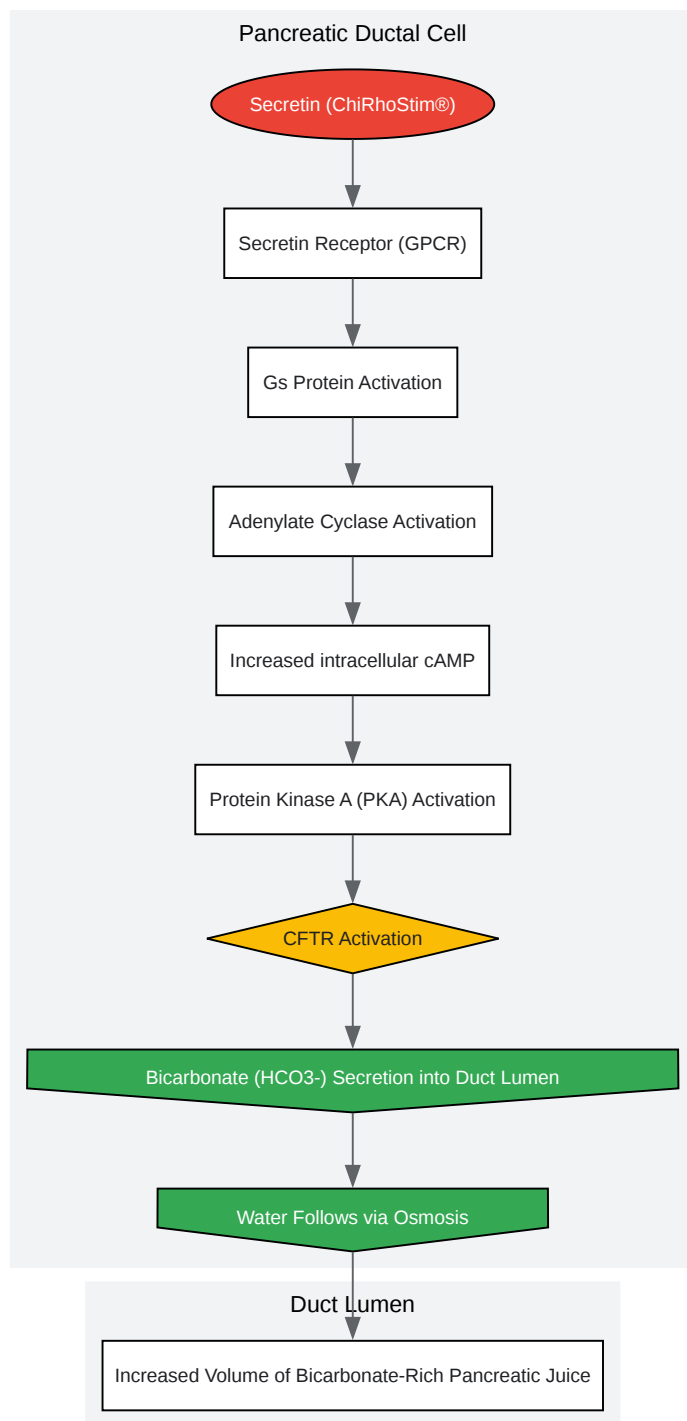 Pancreatic Ductal Cell
Secretin (ChiRhoStim®)
Secretin Receptor (GPCR)
Gs Protein Activation
Adenylate Cyclase Activation
Increased intracellular cAMP
Protein Kinase A (PKA) Activation
CFTR Activation
Bicarbonate (HCO3-) Secretion into Duct Lumen
Water Follows via Osmosis
Duct Lumen
Increased Volume of Bicarbonate-Rich Pancreatic Juice